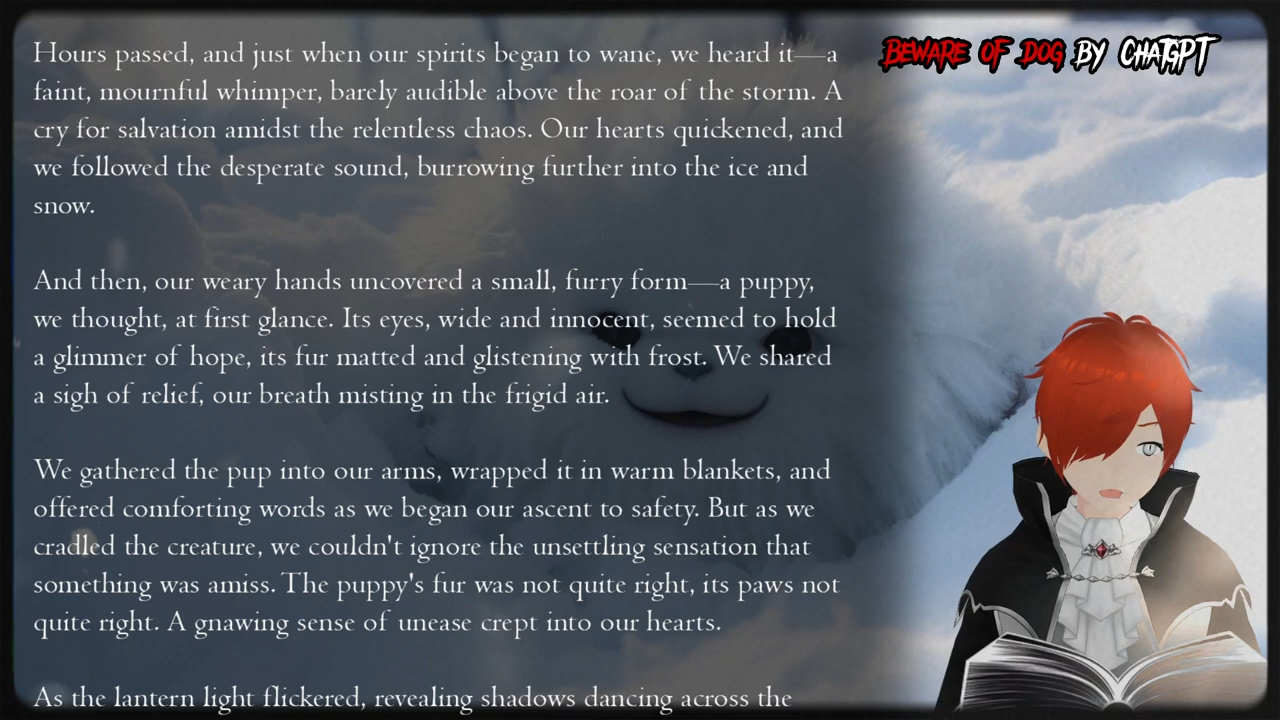 BEWARE OF DOG BY CHATGPT
Hours passed, and just when our spirits began to wane, we heard it—a
faint, mournful whimper, barely audible above the roar of the storm. A
cry for salvation amidst the relentless chaos. Our hearts quickened, and
we followed the desperate sound, burrowing further into the ice and
snow.
And then, our weary hands uncovered a small, furry form—a puppy,
we thought, at first glance. Its eyes, wide and innocent, seemed to hold
a glimmer of hope, its fur matted and glistening with frost. We shared
a sigh of relief, our breath misting in the frigid air.
We gathered the pup into our arms, wrapped it in warm blankets, and
offered comforting words as we began our ascent to safety. But as we
cradled the creature, we couldn't ignore the unsettling sensation that
something was amiss. The puppy's fur was not quite right, its paws not
quite right. A gnawing sense of unease crept into our hearts.
As the lantern light flickered, revealing shadows dancing across the